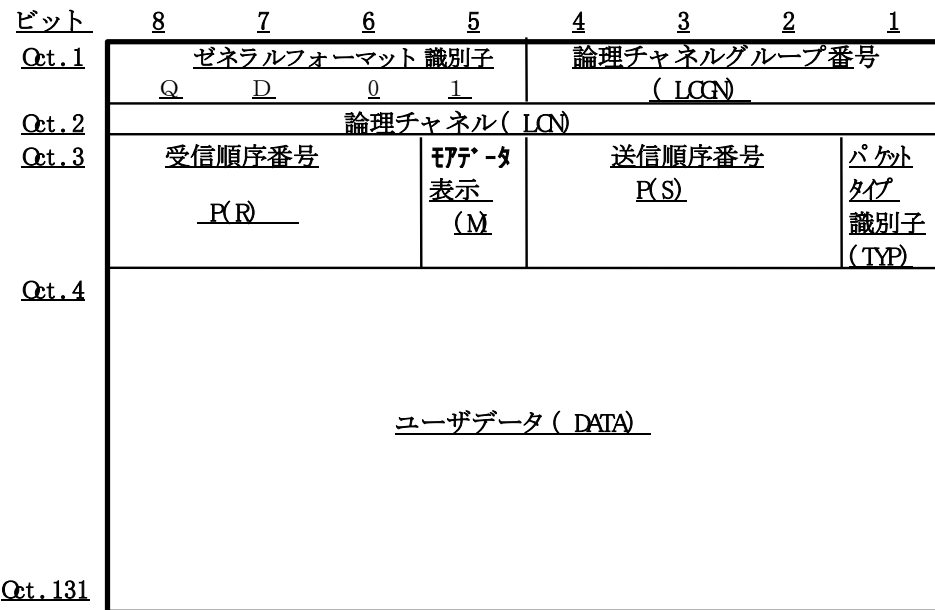 ビット 8 7 6 5 4 3 2 1
Oct.1 ゼネラルフォーマット識別子 論理チャネルグループ番号
Q D 0 1 (LCGN)
Oct.2 論理チャネル(LCN)
Oct.3 受信順序番号 モアデータ 送信順序番号 パケット
表示 P(S) タイプ
P(R) (M) 識別子
(TYP)
Oct.4
ユーザデータ(DATA)
Oct.131